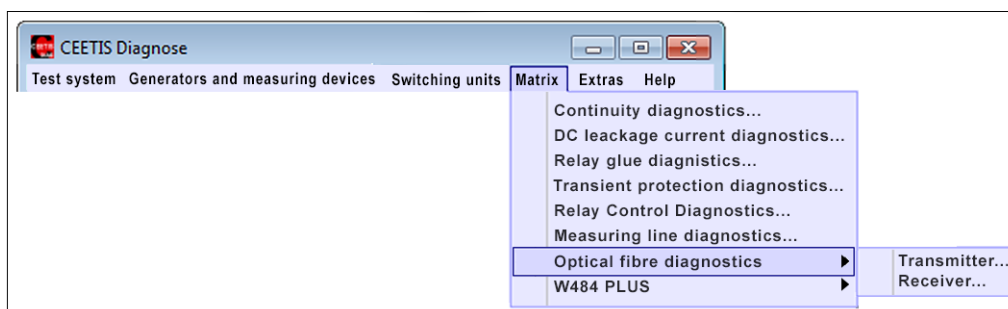 CEETIS Diagnose
Test system Generators and measuring devices Switching units Matrix Extras Help
Continuity diagnostics...
DC leackage current diagnostics...
Relay glue diagnistics...
Transient protection diagnostics...
Relay Control Diagnostics...
Measuring line diagnostics...
Optical fibre diagnostics
Transmitter...
Receiver...
W484 PLUS